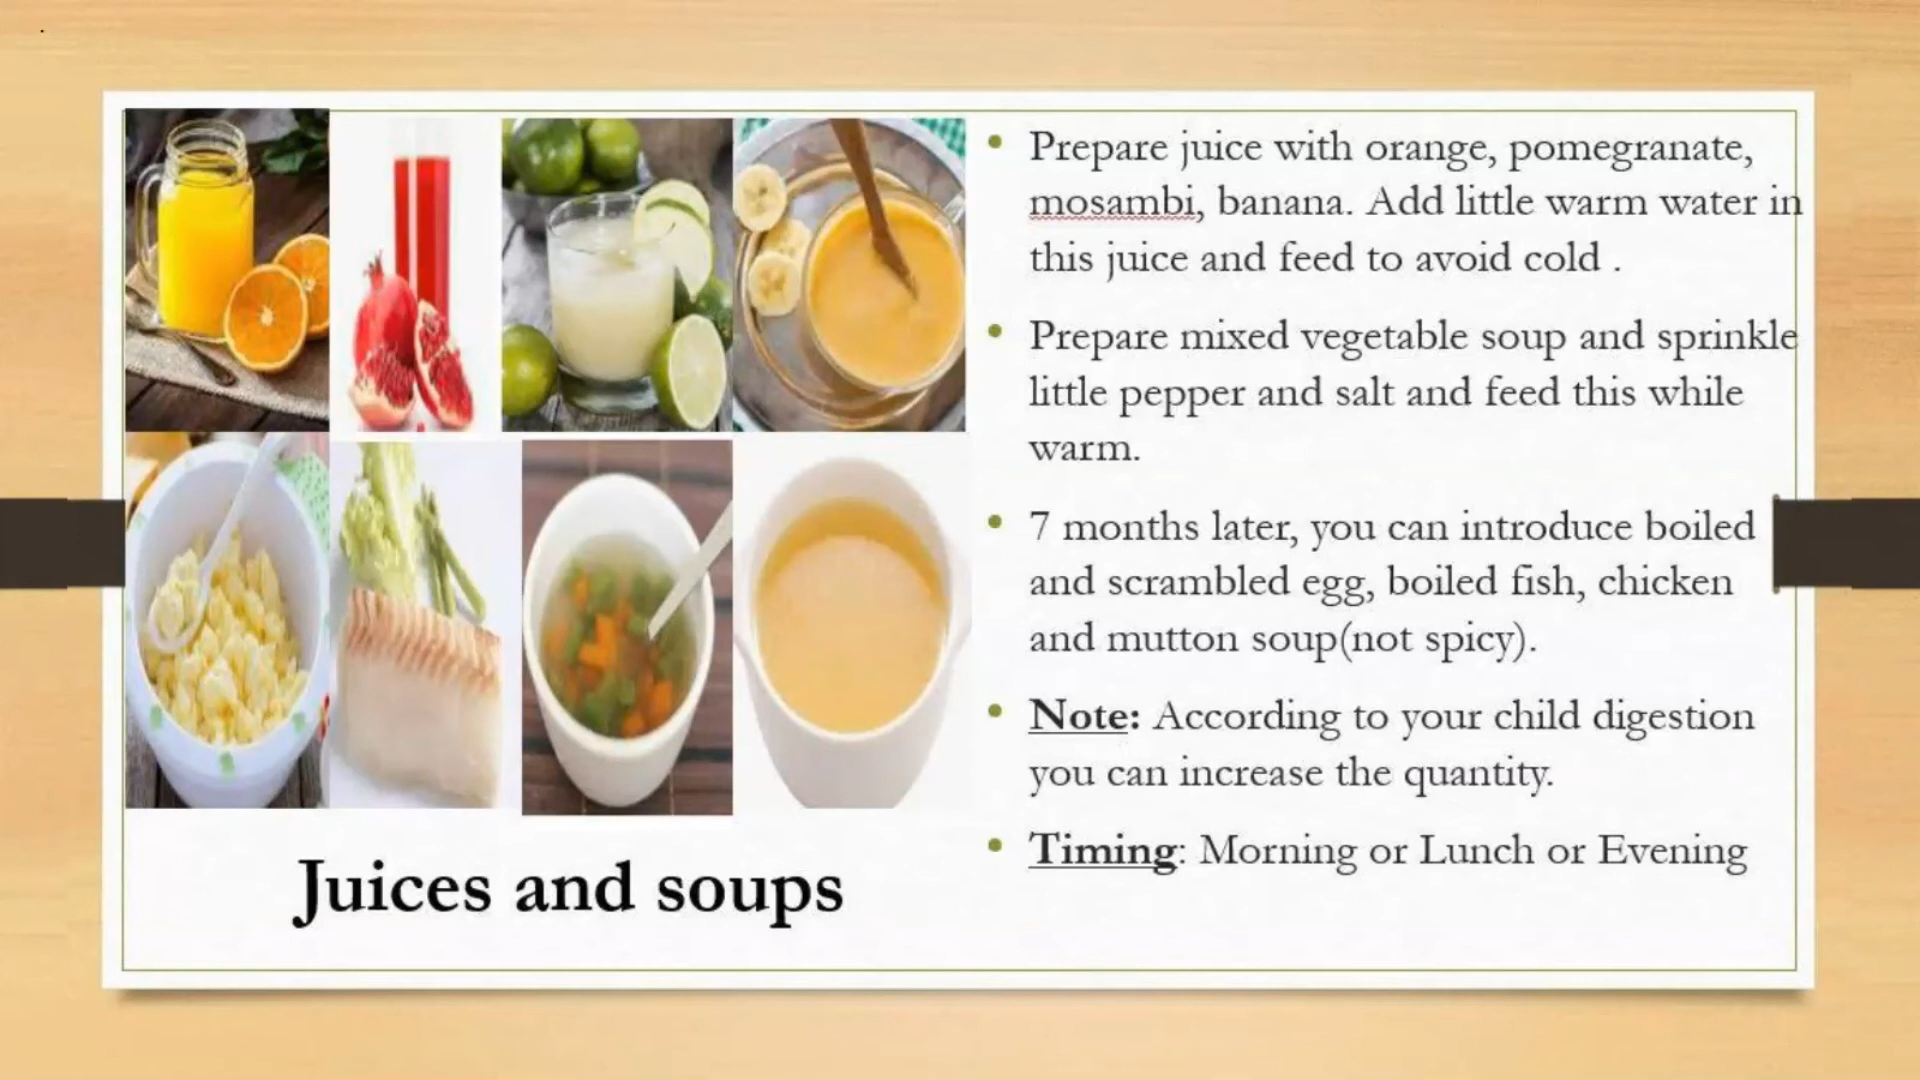 Prepare juice with orange, pomegranate,
mosambi, banana. Add little warm water in
this juice and feed to avoid cold .
Prepare mixed vegetable soup and sprinkle
little pepper and salt and feed this while
warm.
7 months later, you can introduce boiled
and scrambled egg, boiled fish, chicken
and mutton soup(not spicy).
Note: According to your child digestion
you can increase the quantity.
Timing: Morning or Lunch or Evening
Juices and soups